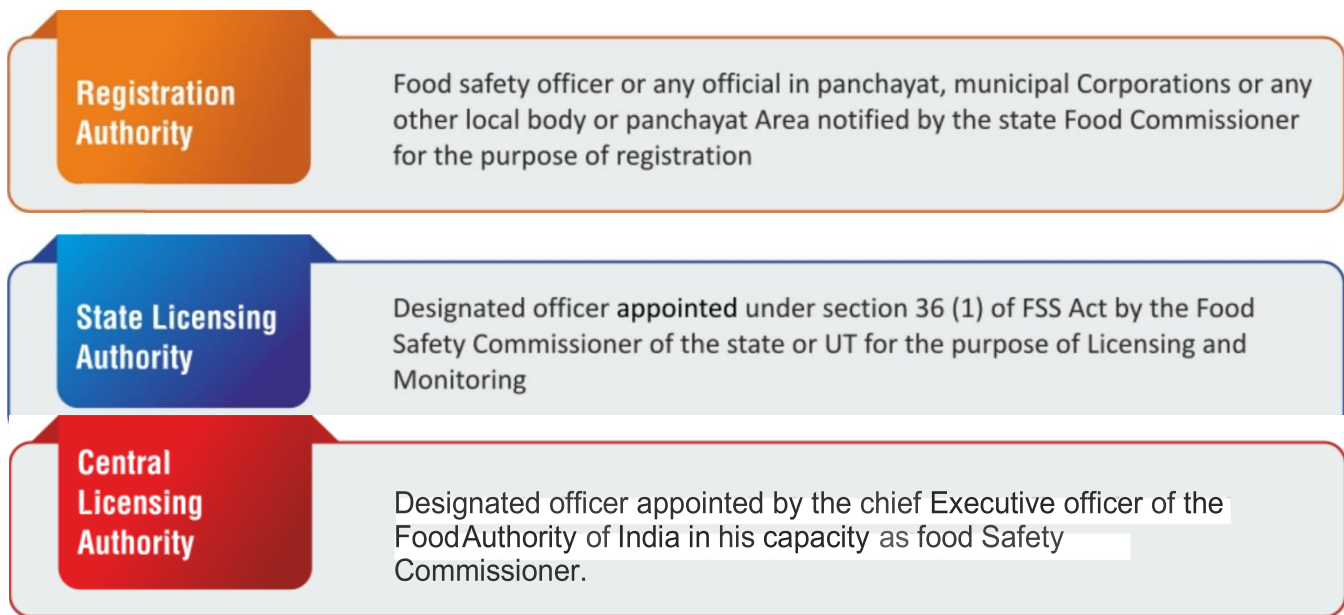 Registration
Authority
Food safety officer or any official in panchayat, municipal Corporations or any
other local body or panchayat Area notified by the state Food Commissioner
for the purpose of registration
State Licensing
Authority
Designated officer appointed under section 36 (1) of FSS Act by the Food
Safety Commissioner of the state or UT for the purpose of Licensing and
Monitoring
Central
Licensing
Authority
Designated officer appointed by the chief Executive officer of the
FoodAuthority of India in his capacity as food Safety
Commissioner.